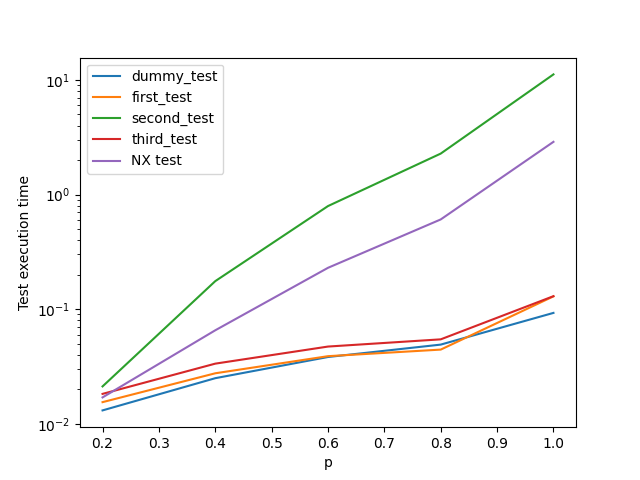 dummy_test
first_test
second_test
third_test
NX test
10¹
10⁰
10⁻¹
10⁻²
Test execution time
0.2 0.3 0.4 0.5 0.6 0.7 0.8 0.9 1.0
p